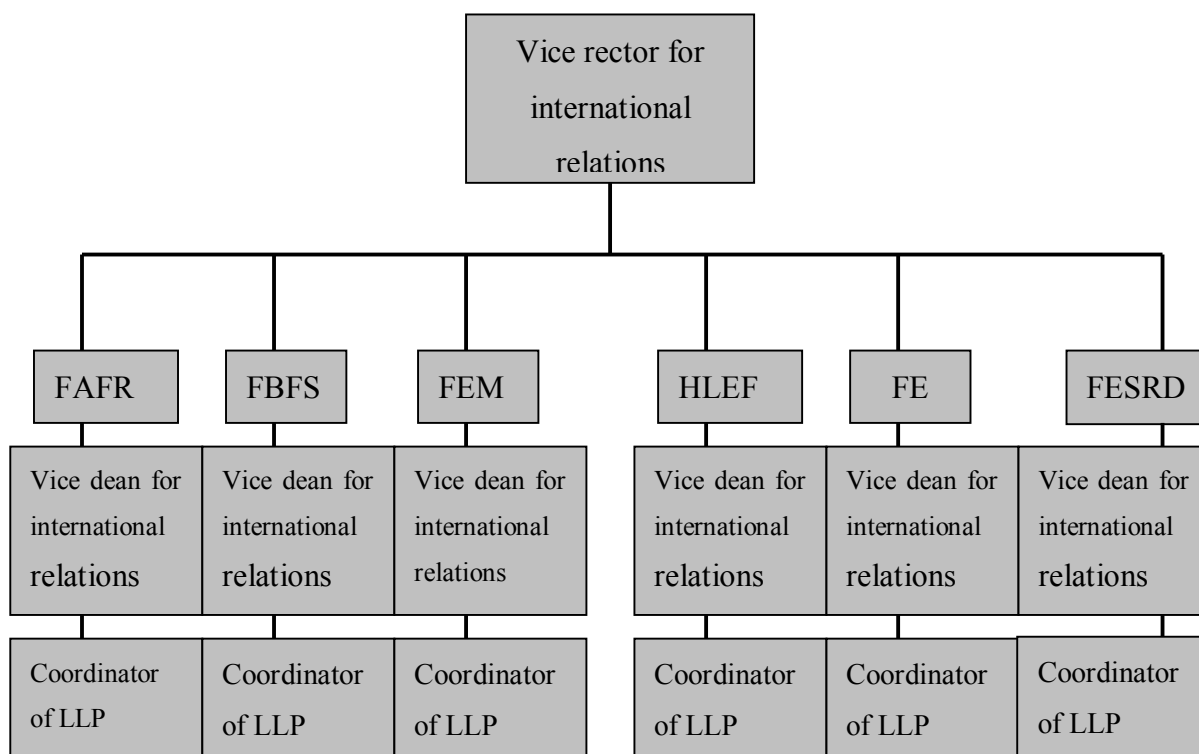 Vice rector for
international
relations
FAFR
FBFS
FEM
HLEF
FE
FESRD
Vice dean for
international
relations
Vice dean for
international
relations
Vice dean for
international
relations
Vice dean for
international
relations
Vice dean for
international
relations
Vice dean for
international
relations
Coordinator
of LLP
Coordinator
of LLP
Coordinator
of LLP
Coordinator
of LLP
Coordinator
of LLP
Coordinator
of LLP